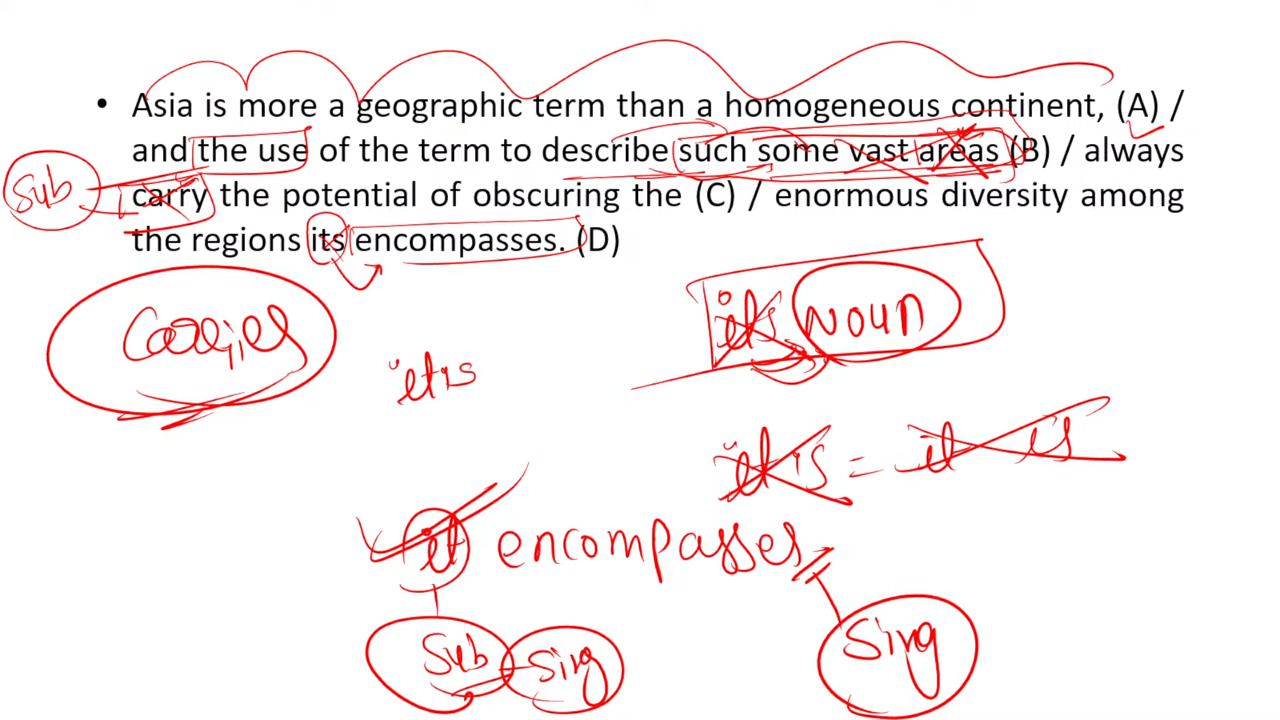 • Asia is more a geographic term than a homogeneous continent, (A) /
and the use of the term to describe such some vast areas (B) / always
Sub carry the potential of obscuring the (C) / enormous diversity among
the regions its encompasses. (D)
its NOUN
Carries
it's
it's = it is
it encompasses
Sub Sing Sing